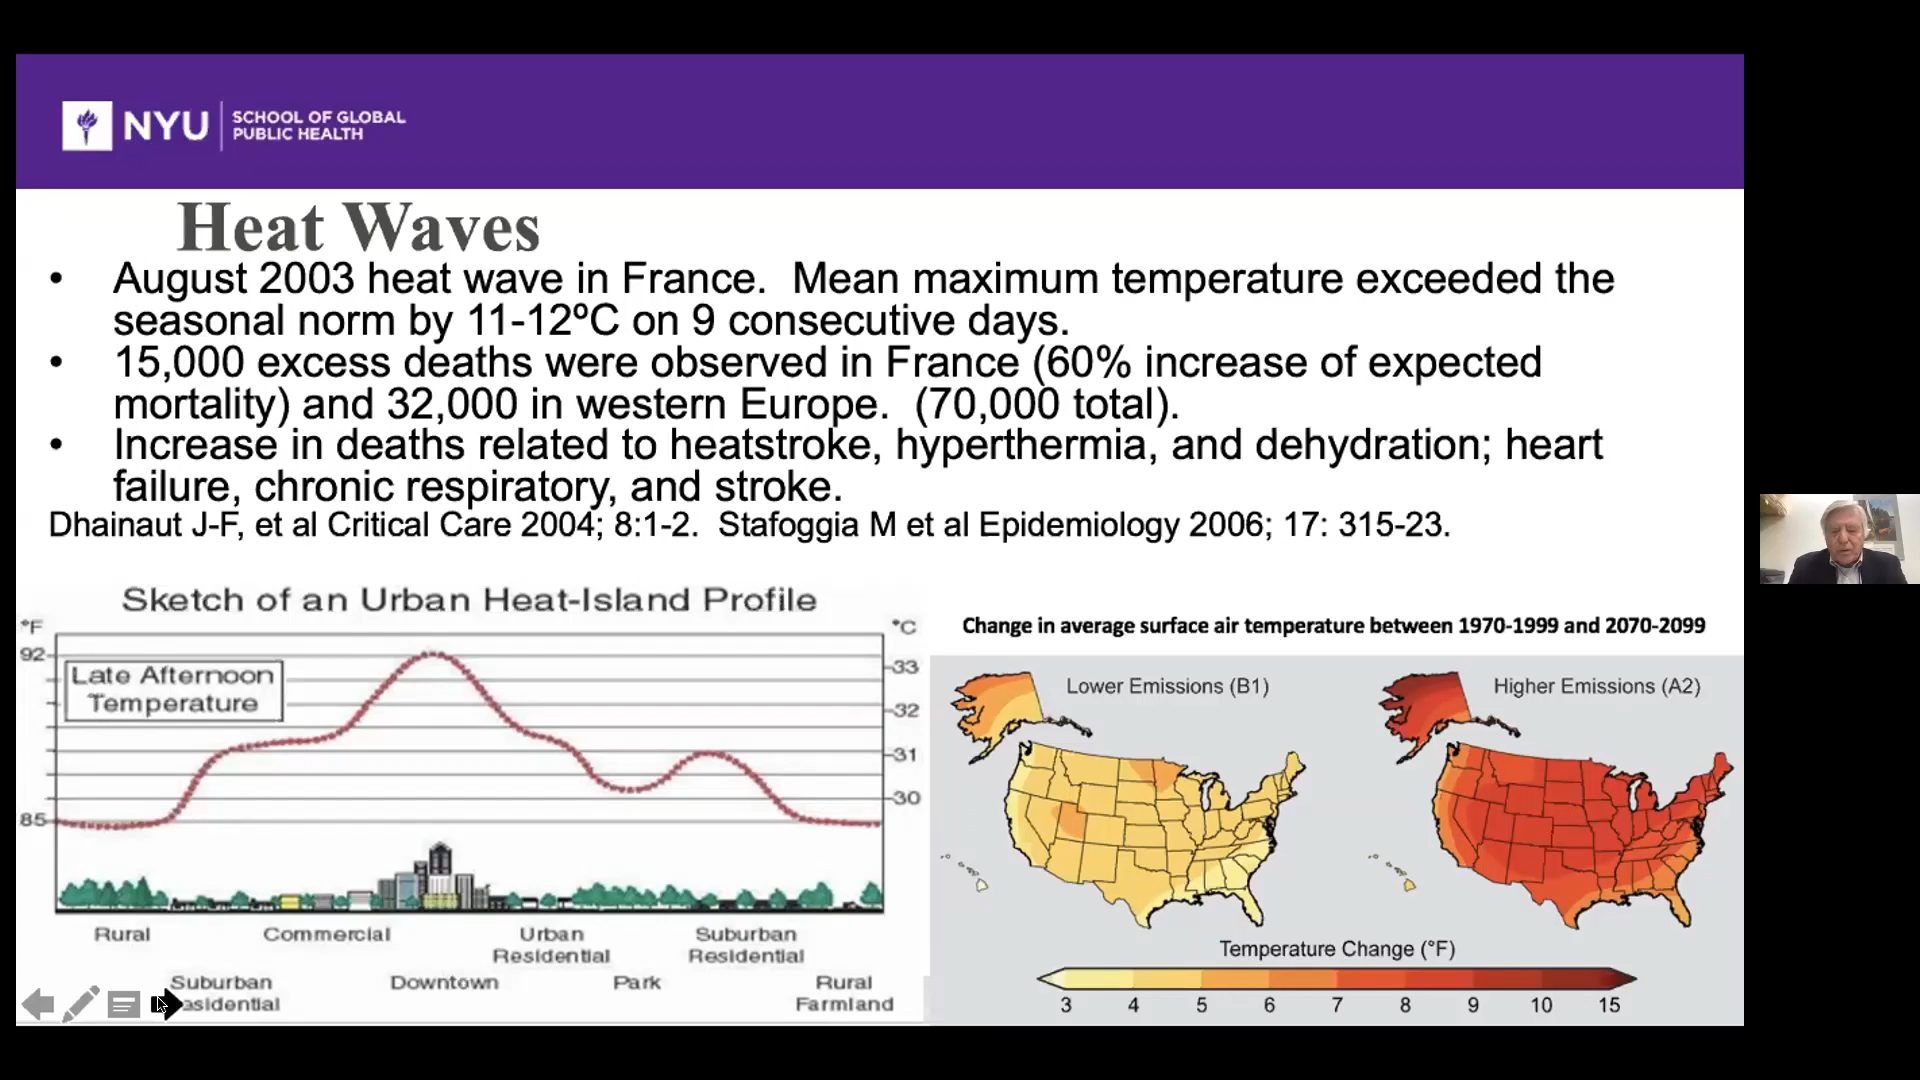 NYU
SCHOOL OF GLOBAL
PUBLIC HEALTH
Heat Waves
• August 2003 heat wave in France. Mean maximum temperature exceeded the
seasonal norm by 11-12ºC on 9 consecutive days.
• 15,000 excess deaths were observed in France (60% increase of expected
mortality) and 32,000 in western Europe. (70,000 total).
• Increase in deaths related to heatstroke, hyperthermia, and dehydration; heart
failure, chronic respiratory, and stroke.
Dhainaut J-F, et al Critical Care 2004; 8:1-2. Stafoggia M et al Epidemiology 2006; 17: 315-23.
Sketch of an Urban Heat-Island Profile
°F
°C
92
85
33
32
31
30
Late Afternoon
Temperature
Rural
Suburban
Commercial
Downtown
Urban
Residential
Park
Suburban
Residential
Rural
Farmland
Change in average surface air temperature between 1970-1999 and 2070-2099
Lower Emissions (B1)
Higher Emissions (A2)
Temperature Change (°F)
3 4 5 6 7 8 9 10 15